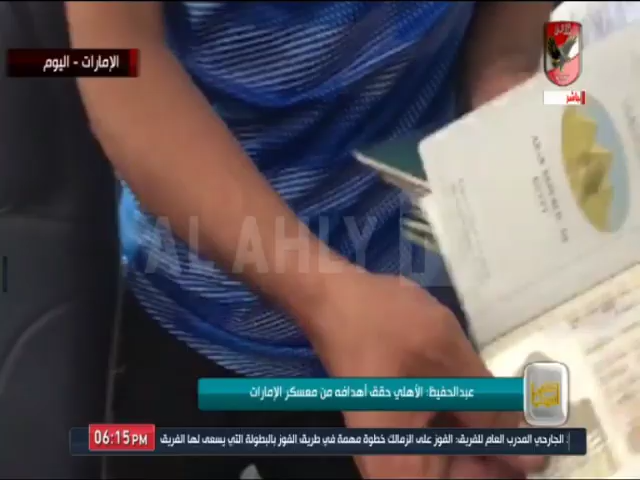 الإمارات - اليوم
مباشر
AL AHLY
عبدالحفيظ: الأهلي حقق أهدافه من معسكر الإمارات
06:15 PM
الجارحي المدرب العام للفريق: الفوز على الزمالك خطوة مهمة في طريق الفوز بالبطولة التي يسعى لها الفريق